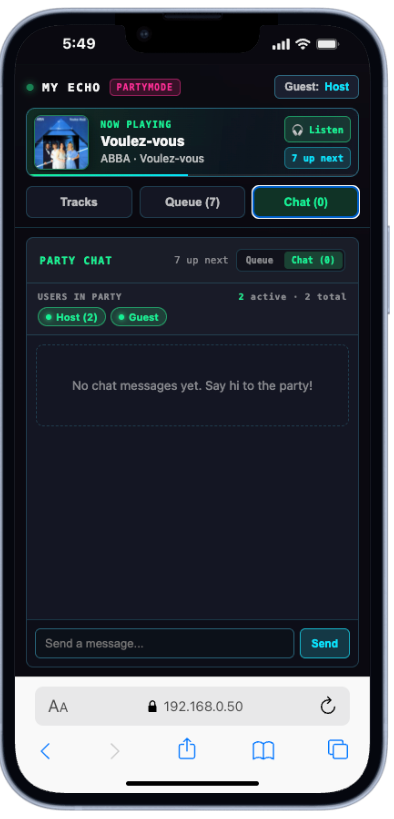 5:49
MY ECHO PARTYMODE Guest: Host
NOW PLAYING
Voulez-vous
ABBA · Voulez-vous
Listen
7 up next
Tracks Queue (7) Chat (0)
PARTY CHAT 7 up next Queue Chat (0)
USERS IN PARTY 2 active · 2 total
Host (2) Guest
No chat messages yet. Say hi to the party!
Send a message... Send
AA 192.168.0.50